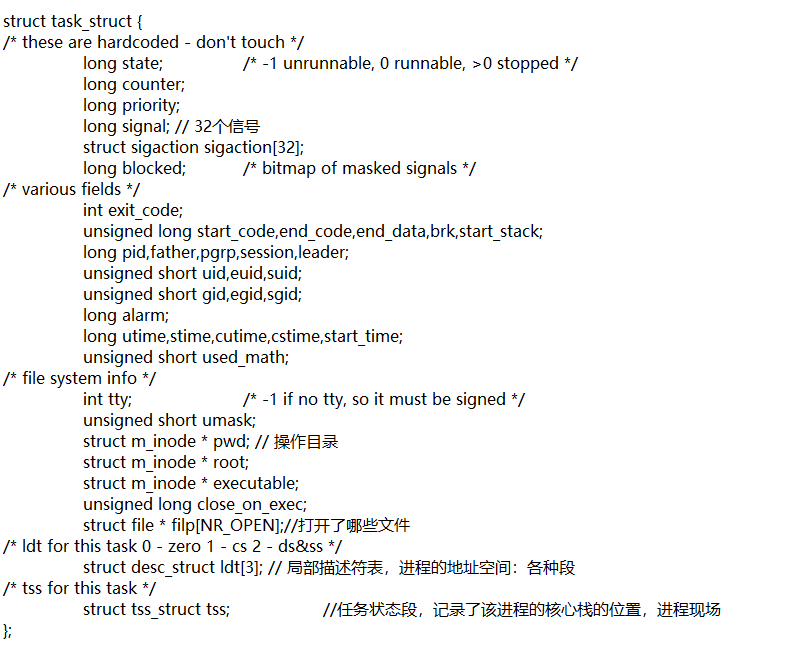 struct task_struct {
/* these are hardcoded - don't touch */
long state; /* -1 unrunnable, 0 runnable, >0 stopped */
long counter;
long priority;
long signal; // 32个信号
struct sigaction sigaction[32];
long blocked; /* bitmap of masked signals */
/* various fields */
int exit_code;
unsigned long start_code,end_code,end_data,brk,start_stack;
long pid,father,pgrp,session,leader;
unsigned short uid,euid,suid;
unsigned short gid,egid,sgid;
long alarm;
long utime,stime,cutime,cstime,start_time;
unsigned short used_math;
/* file system info */
int tty; /* -1 if no tty, so it must be signed */
unsigned short umask;
struct m_inode * pwd; // 操作目录
struct m_inode * root;
struct m_inode * executable;
unsigned long close_on_exec;
struct file * filp[NR_OPEN];//打开了哪些文件
/* ldt for this task 0 - zero 1 - cs 2 - ds&ss */
struct desc_struct ldt[3]; // 局部描述符表，进程的地址空间：各种段
/* tss for this task */
struct tss_struct tss; //任务状态段，记录了该进程的核心栈的位置，进程现场
};